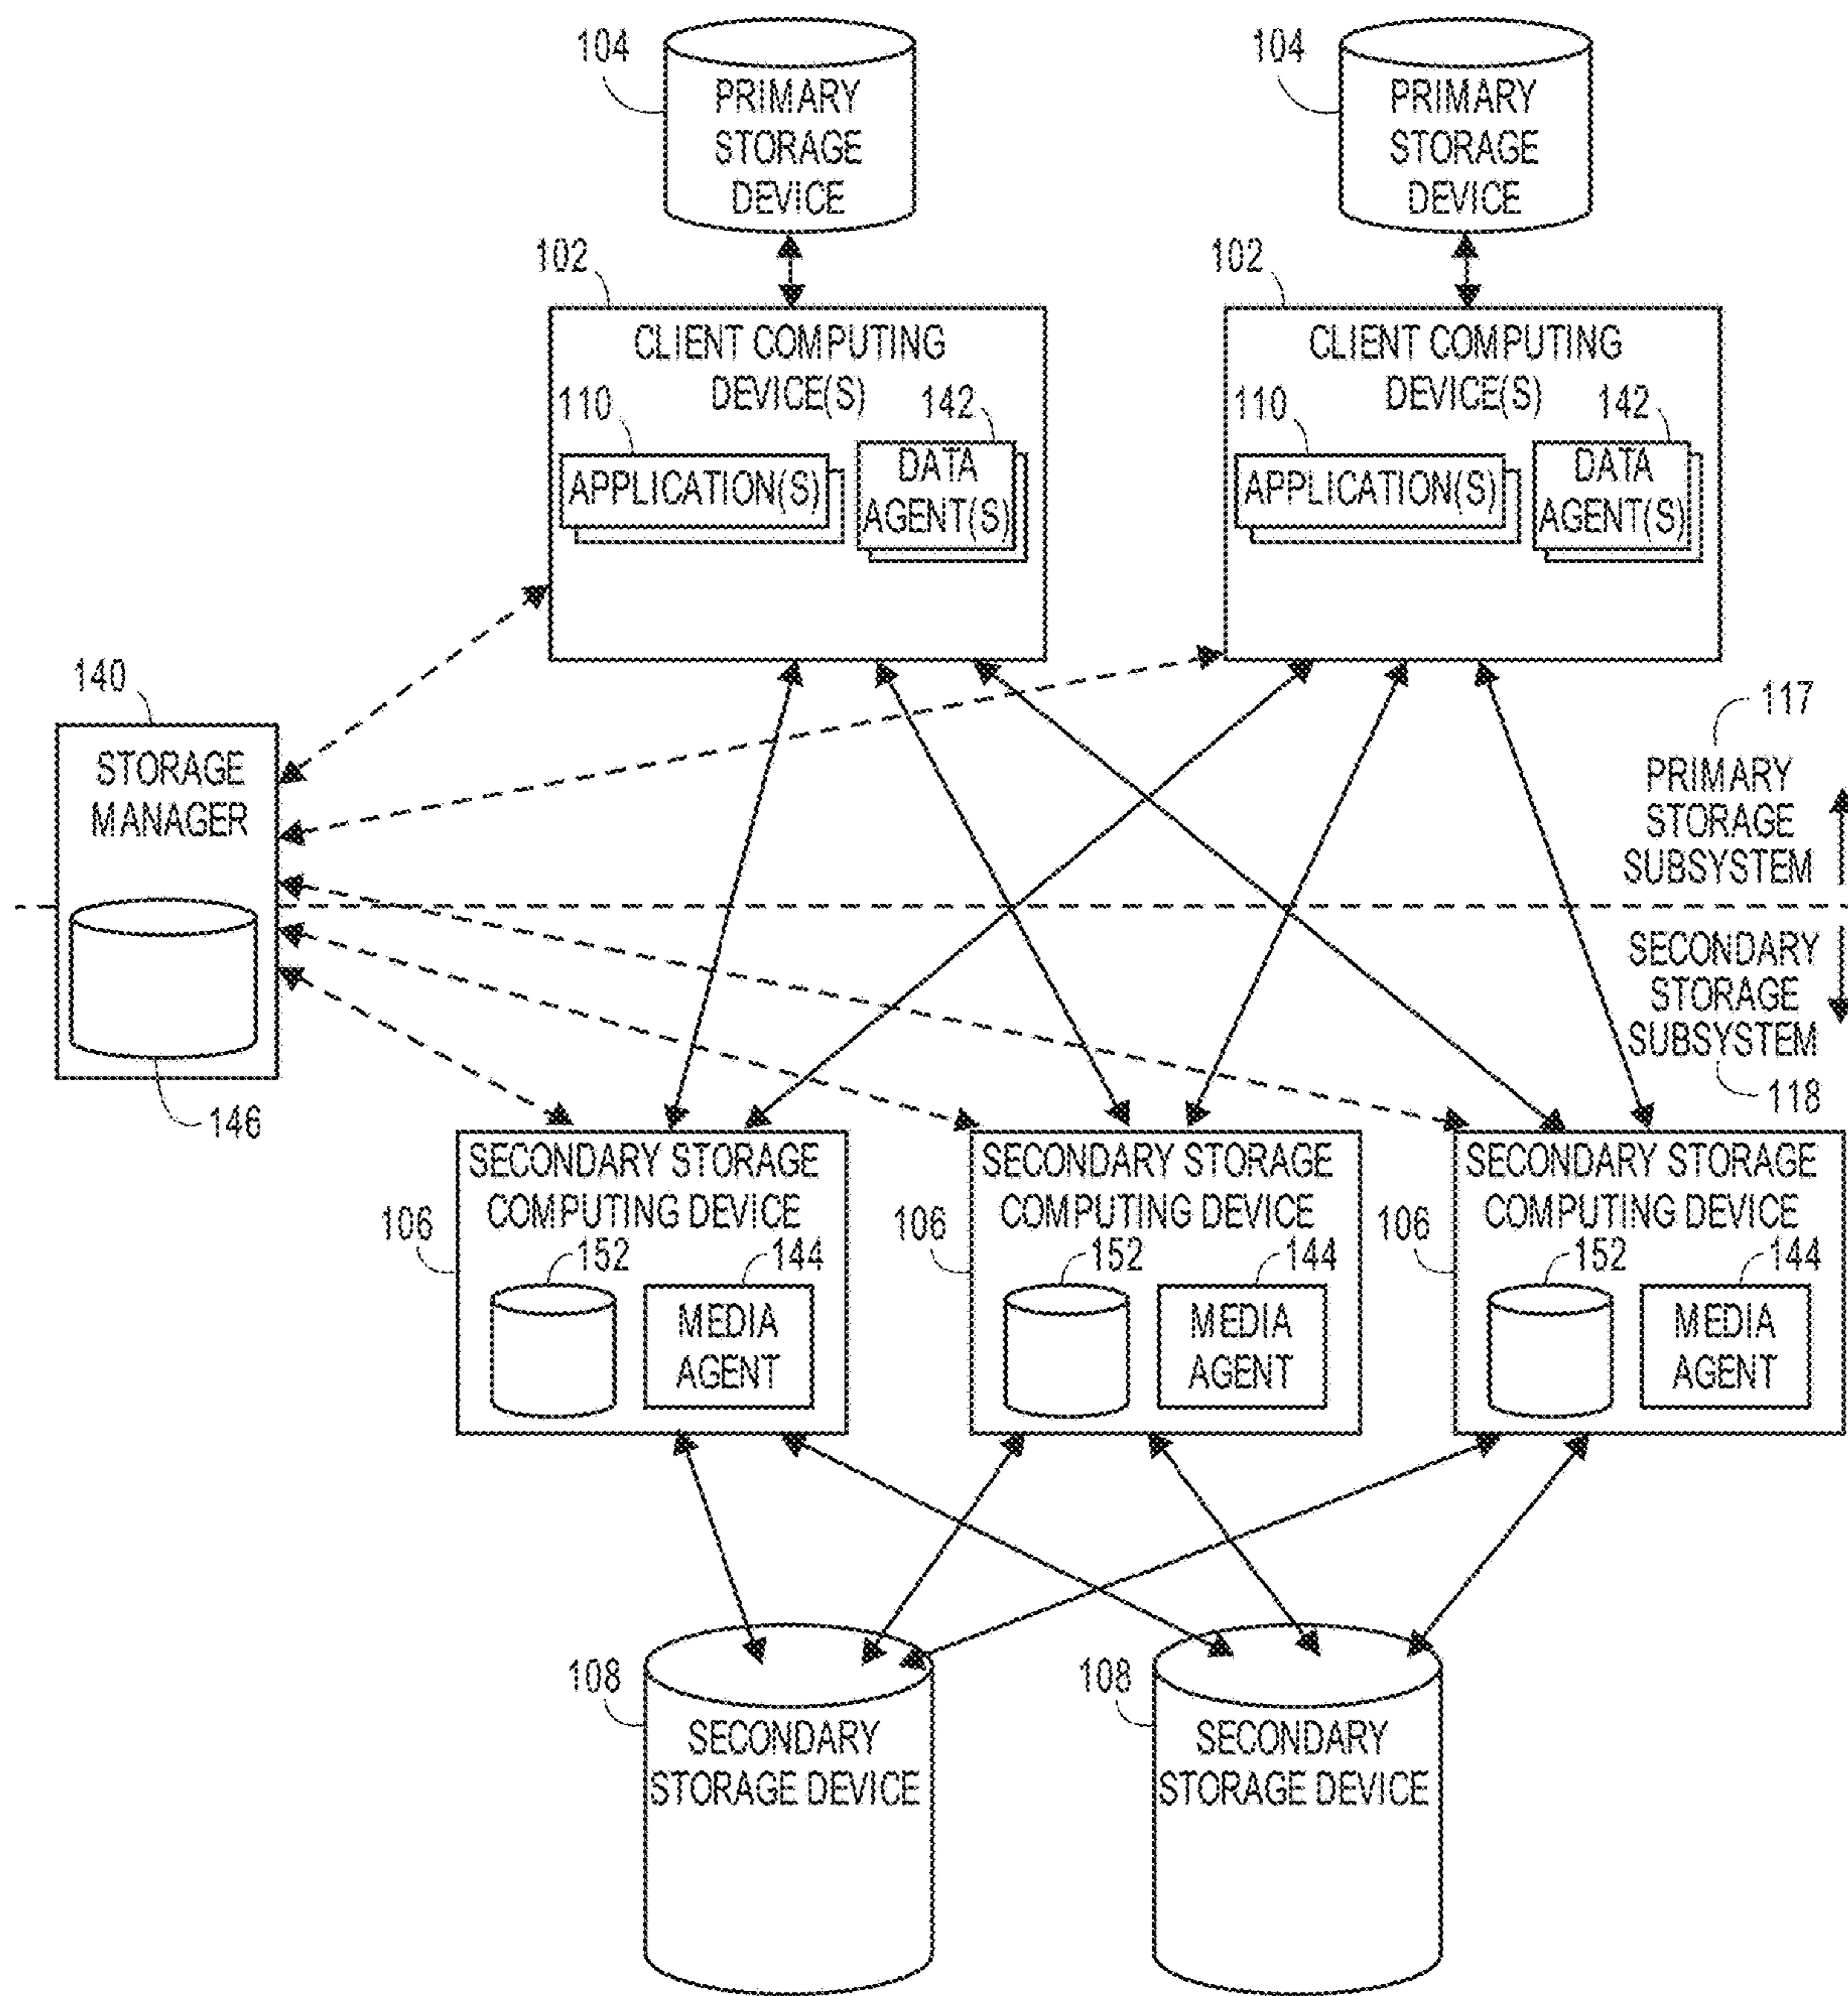 104
PRIMARY
STORAGE
DEVICE
104
PRIMARY
STORAGE
DEVICE
102
CLIENT COMPUTING
DEVICE(S)
110
142
APPLICATION(S)
DATA
AGENT(S)
102
CLIENT COMPUTING
DEVICE(S)
110
142
APPLICATION(S)
DATA
AGENT(S)
140
STORAGE
MANAGER
146
117
PRIMARY
STORAGE
SUBSYSTEM
SECONDARY
STORAGE
SUBSYSTEM
118
106
SECONDARY STORAGE
COMPUTING DEVICE
152
144
MEDIA
AGENT
106
SECONDARY STORAGE
COMPUTING DEVICE
152
144
MEDIA
AGENT
106
SECONDARY STORAGE
COMPUTING DEVICE
152
144
MEDIA
AGENT
108
SECONDARY
STORAGE DEVICE
108
SECONDARY
STORAGE DEVICE